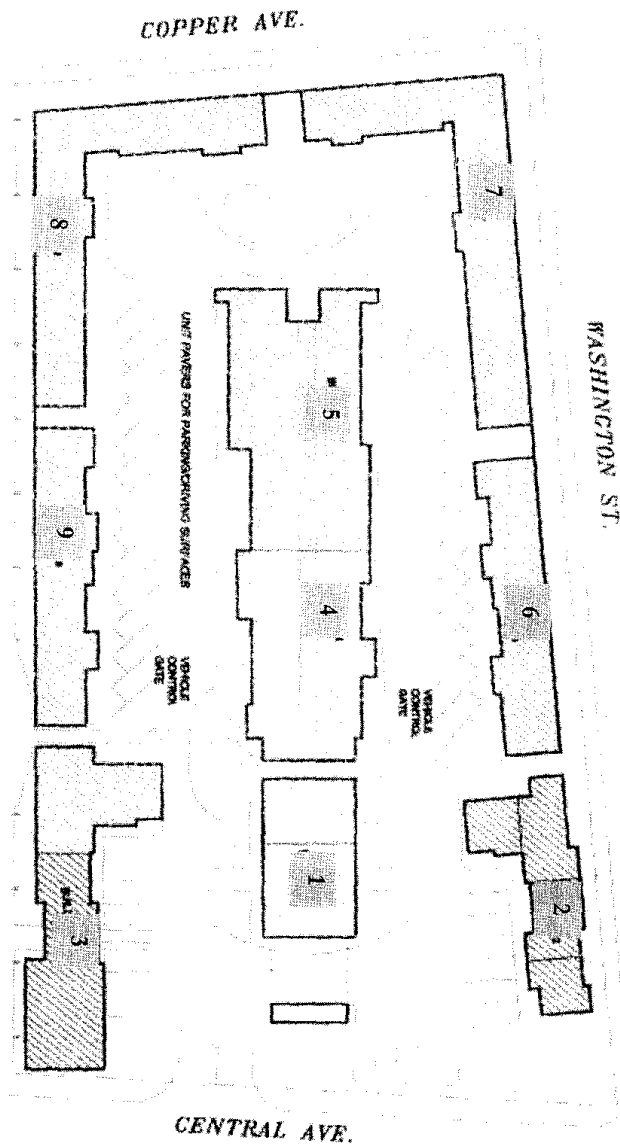 COPPER AVE.
7
8
WASHINGTON ST.
UNIT PAVERS FOR PARKING/DRIVING SURFACES
5
9
6
4
VEHICLE
CONTROL
GATE
VEHICLE
CONTROL
GATE
1
2
3
CENTRAL AVE.